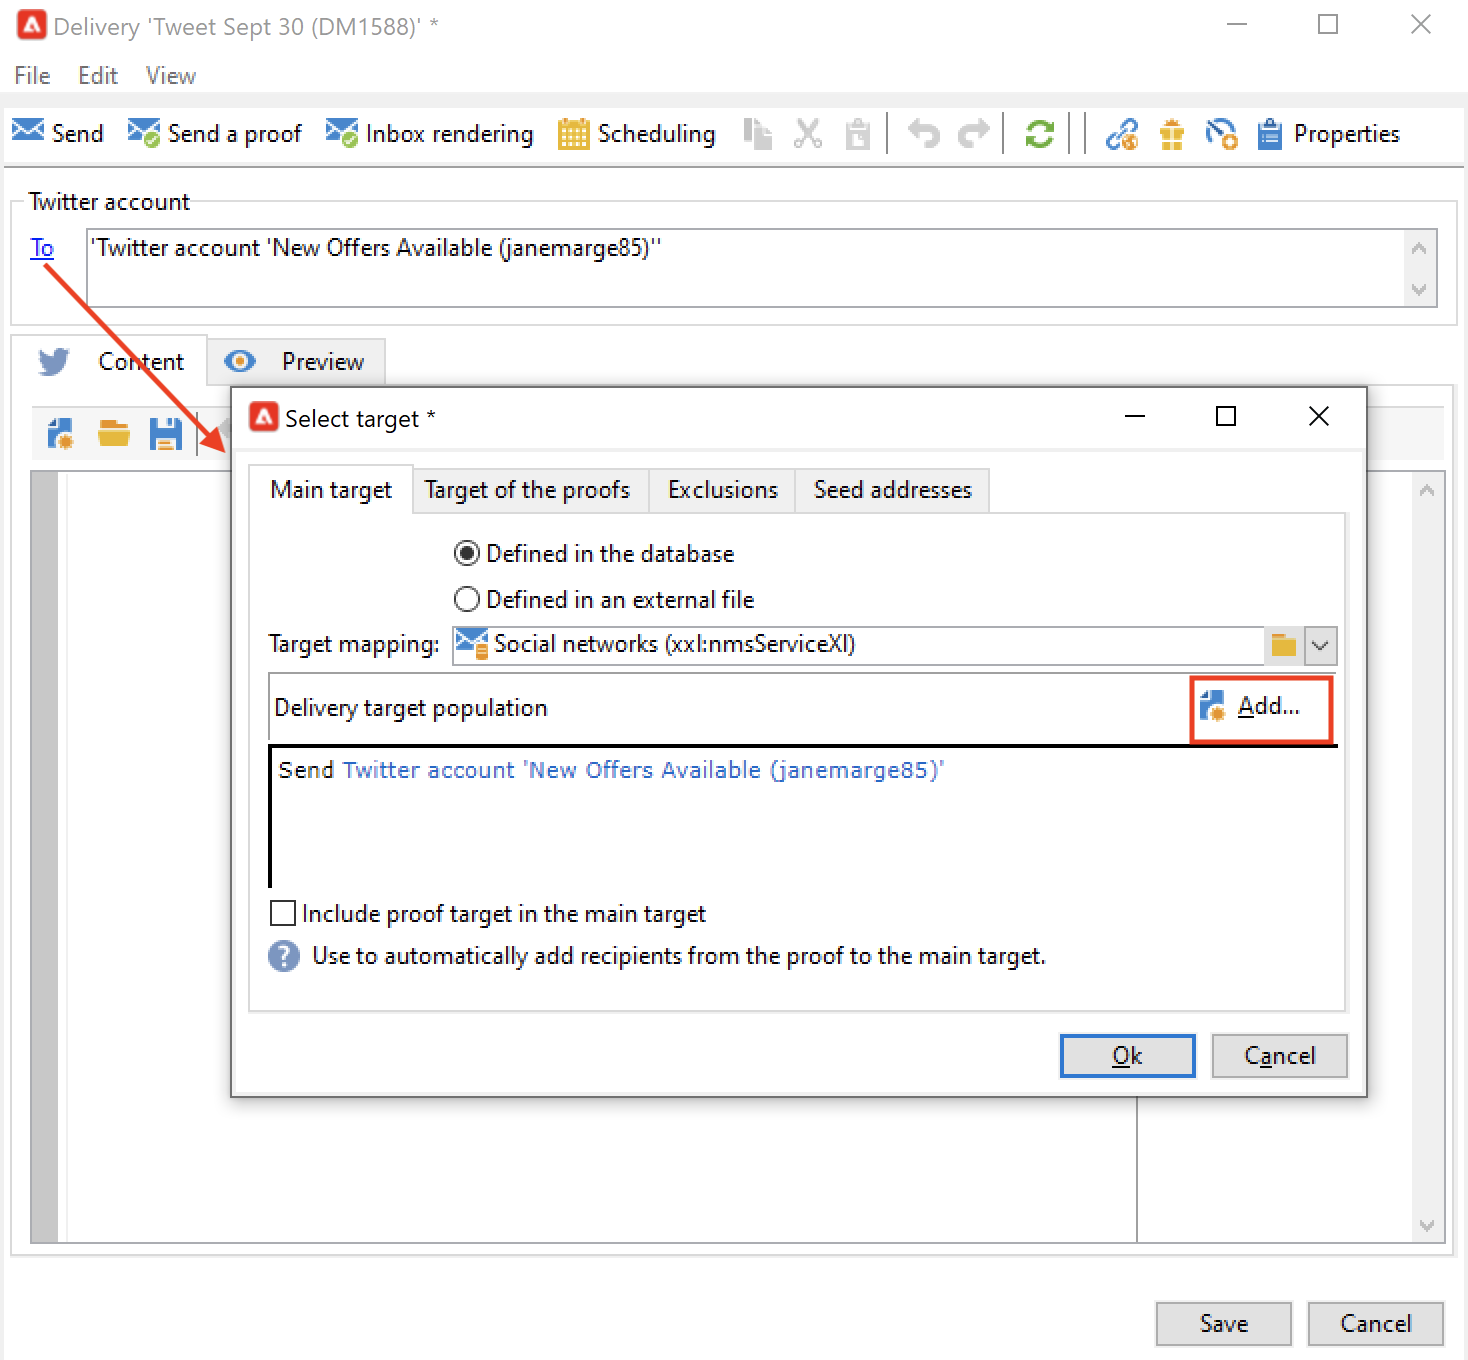 Delivery 'Tweet Sept 30 (DM1588)' *
File Edit View
Send Send a proof Inbox rendering Scheduling Properties
Twitter account
To 'Twitter account 'New Offers Available (janemarge85)''
Content Preview
Select target *
Main target Target of the proofs Exclusions Seed addresses
Defined in the database
Defined in an external file
Target mapping: Social networks (xxl:nmsServiceXl)
Delivery target population Add...
Send Twitter account 'New Offers Available (janemarge85)'
Include proof target in the main target
? Use to automatically add recipients from the proof to the main target.
Ok Cancel
Save Cancel